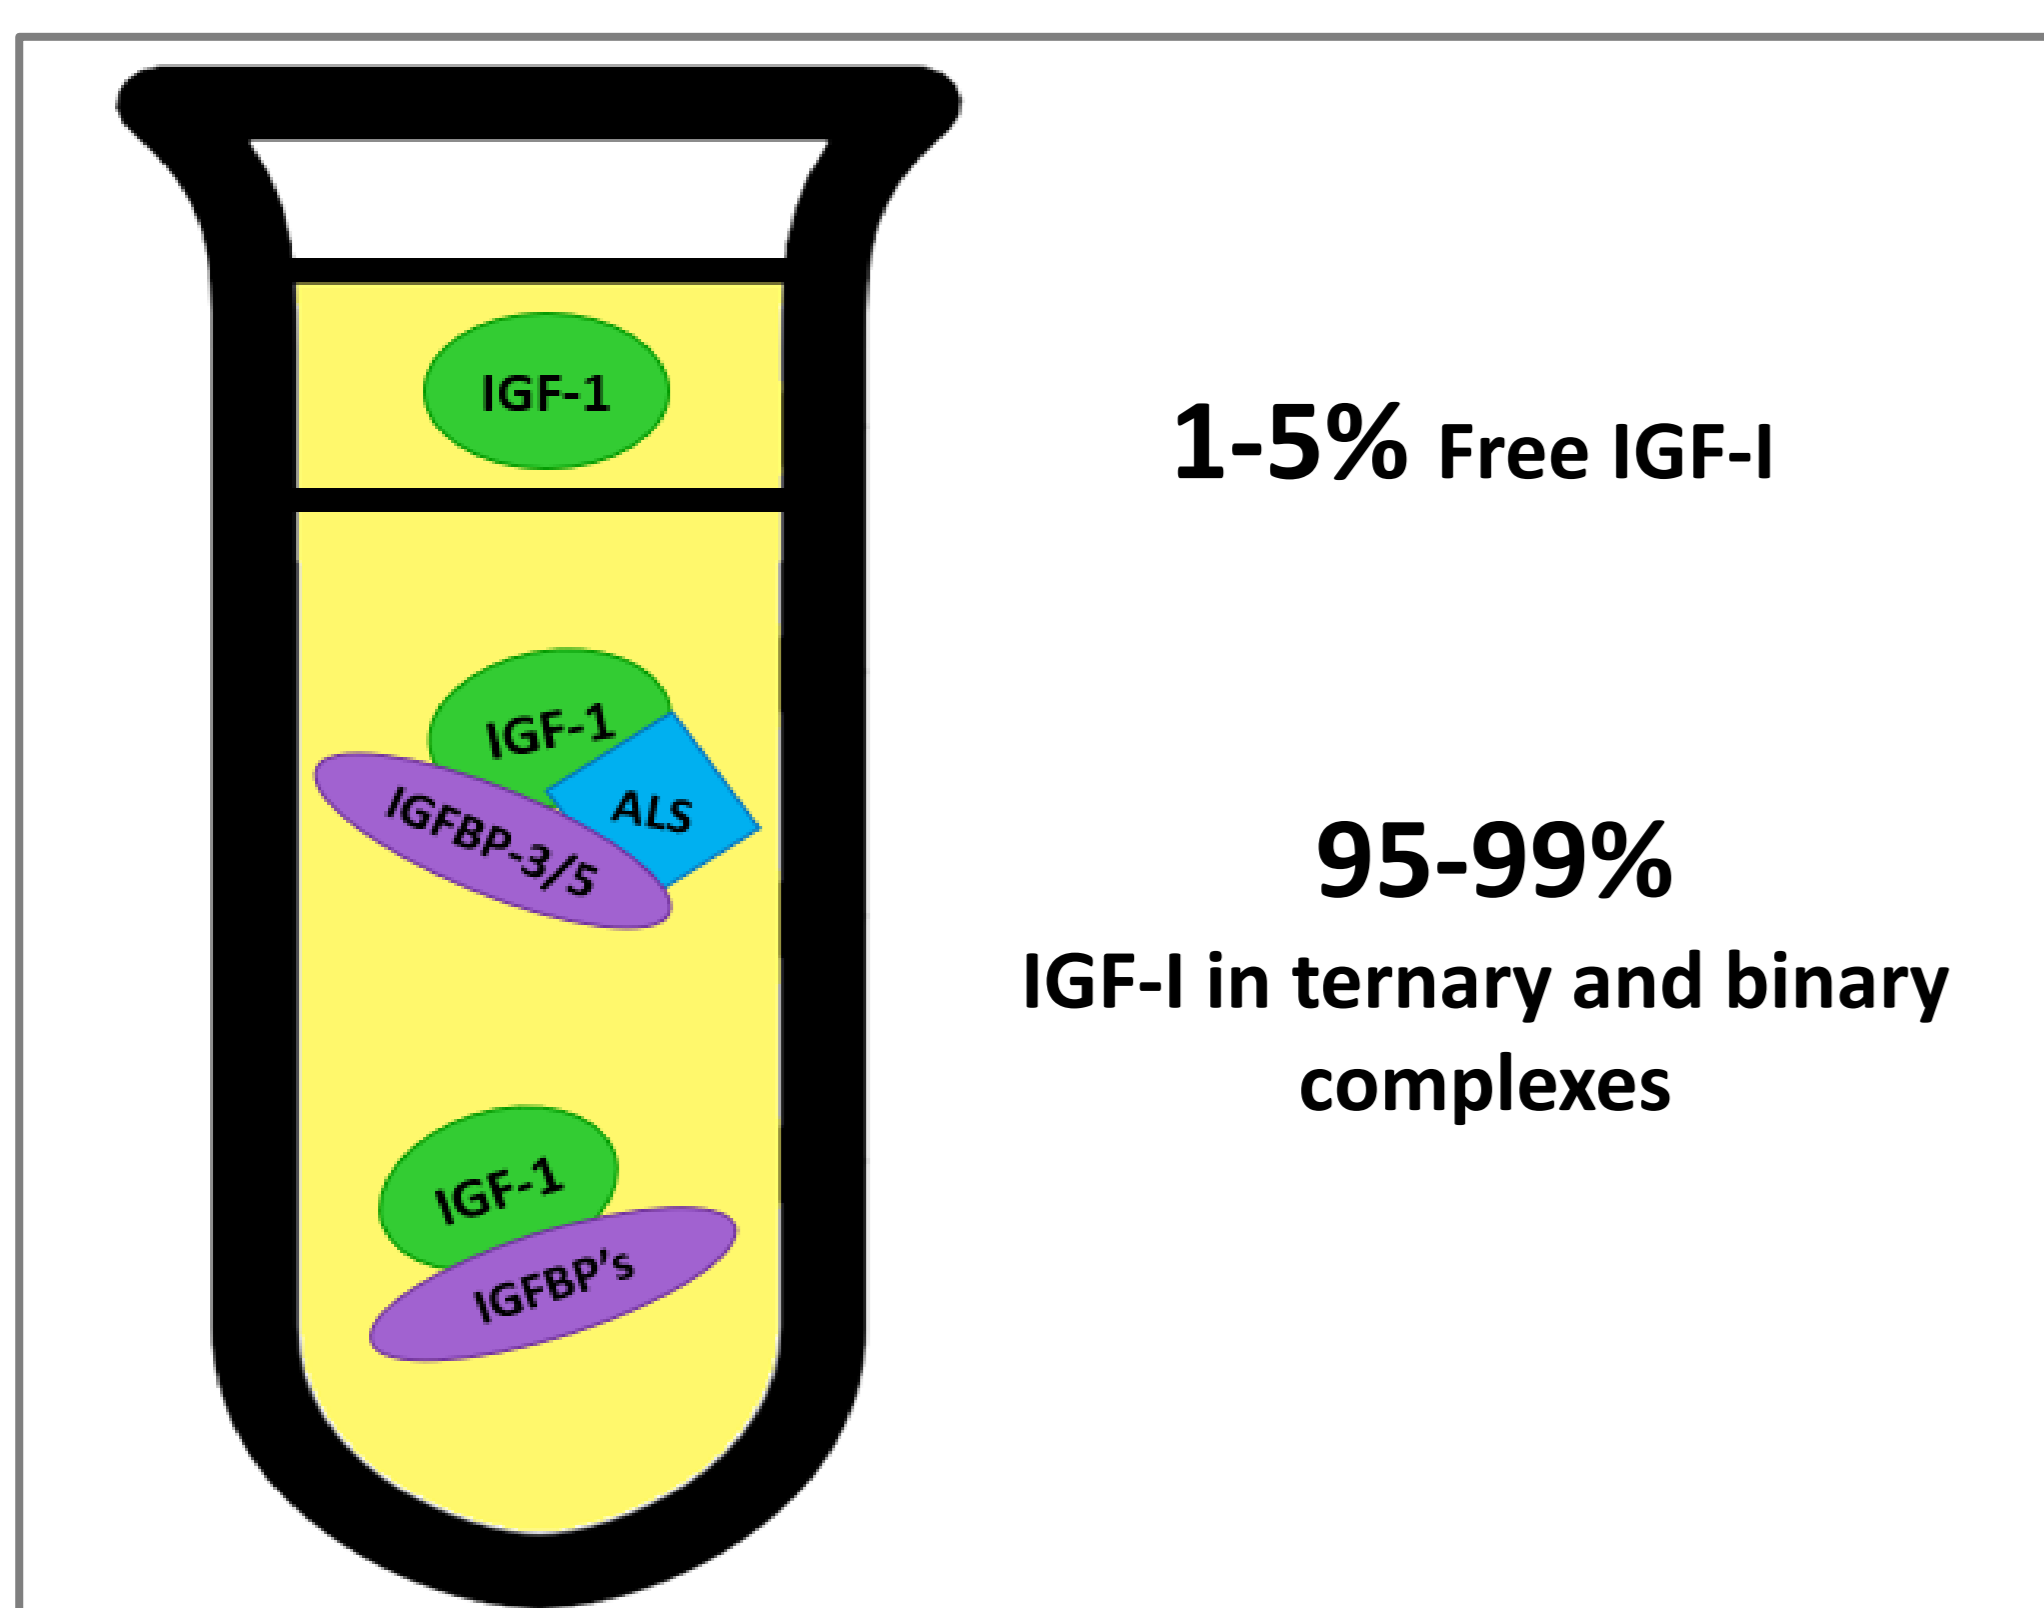 IGF-1
1-5% Free IGF-I
IGF-1
ALS
IGFBP-3/5
95-99%
IGF-I in ternary and binary
complexes
IGF-1
IGFBP’s